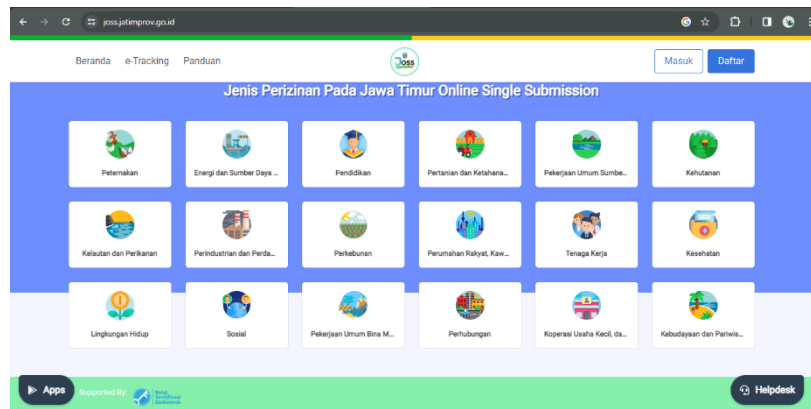 joss.jatimprov.go.id
Beranda e-Tracking Panduan Joss Masuk Daftar
Jenis Perizinan Pada Jawa Timur Online Single Submission
Peternakan Energi dan Sumber Daya ... Pendidikan Pertanian dan Ketahana... Pekerjaan Umum Sumbe... Kehutanan
Kelautan dan Perikanan Perindustrian dan Perda... Perkebunan Perumahan Rakyat, Kaw... Tenaga Kerja Kesehatan
Lingkungan Hidup Sosial Pekerjaan Umum Bina M... Perhubungan Koperasi Usaha Kecil, da... Kebudayaan dan Pariwis...
Apps Supported By: Balai Sertifikasi Elektronik Helpdesk